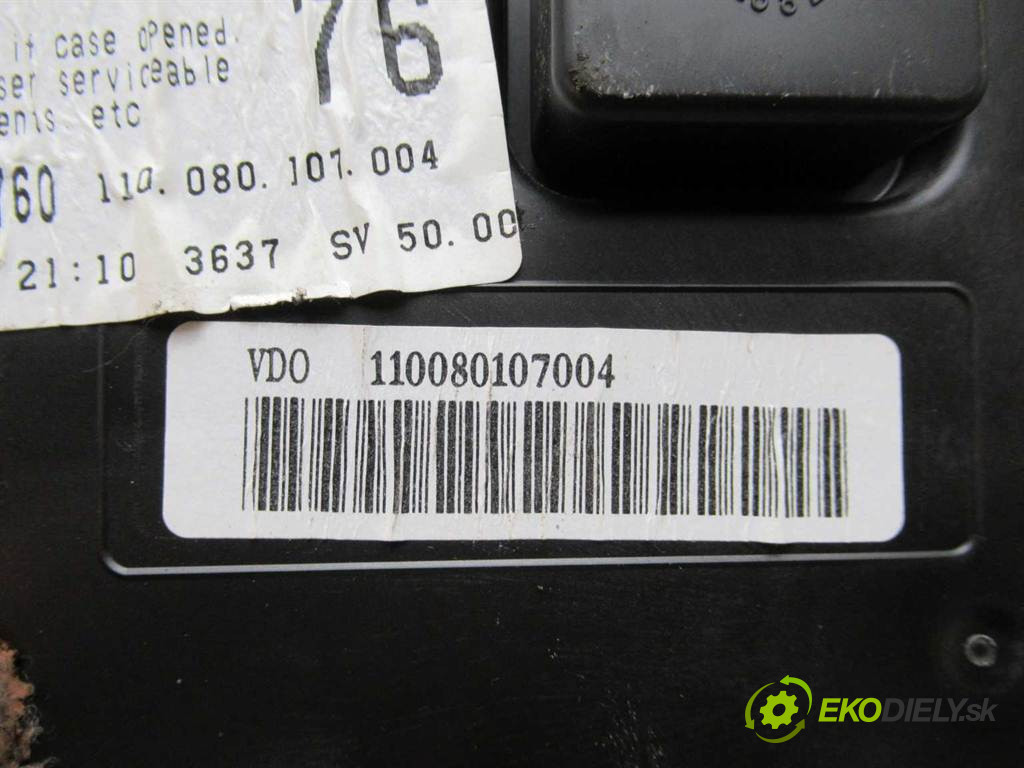 if case opened.
76
ser serviceable
ents. etc
760 110.080.107.004
21:10 3637 SV 50.00
VDO 110080107004
EKODIELY.sk